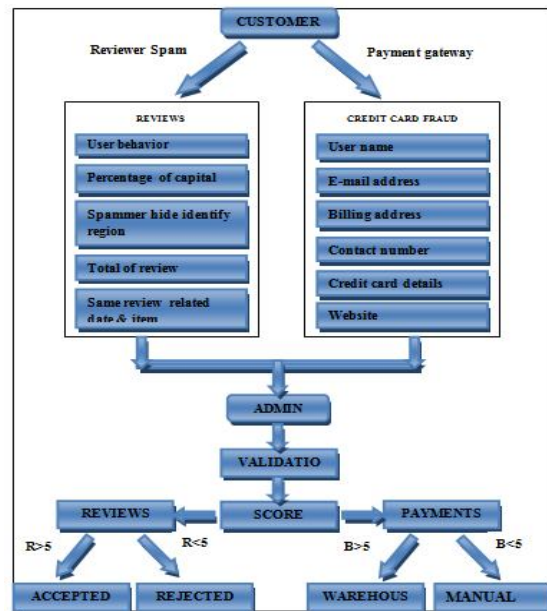 CUSTOMER
Reviewer Spam
Payment gateway
REVIEWS
User behavior
Percentage of capital
Spammer hide identify
region
Total of review
Same review related
date & item
CREDIT CARD FRAUD
User name
E-mail address
Billing address
Contact number
Credit card details
Website
ADMIN
VALIDATIO
REVIEWS
SCORE
PAYMENTS
R>5
R<5
B>5
B<5
ACCEPTED
REJECTED
WAREHOUS
MANUAL